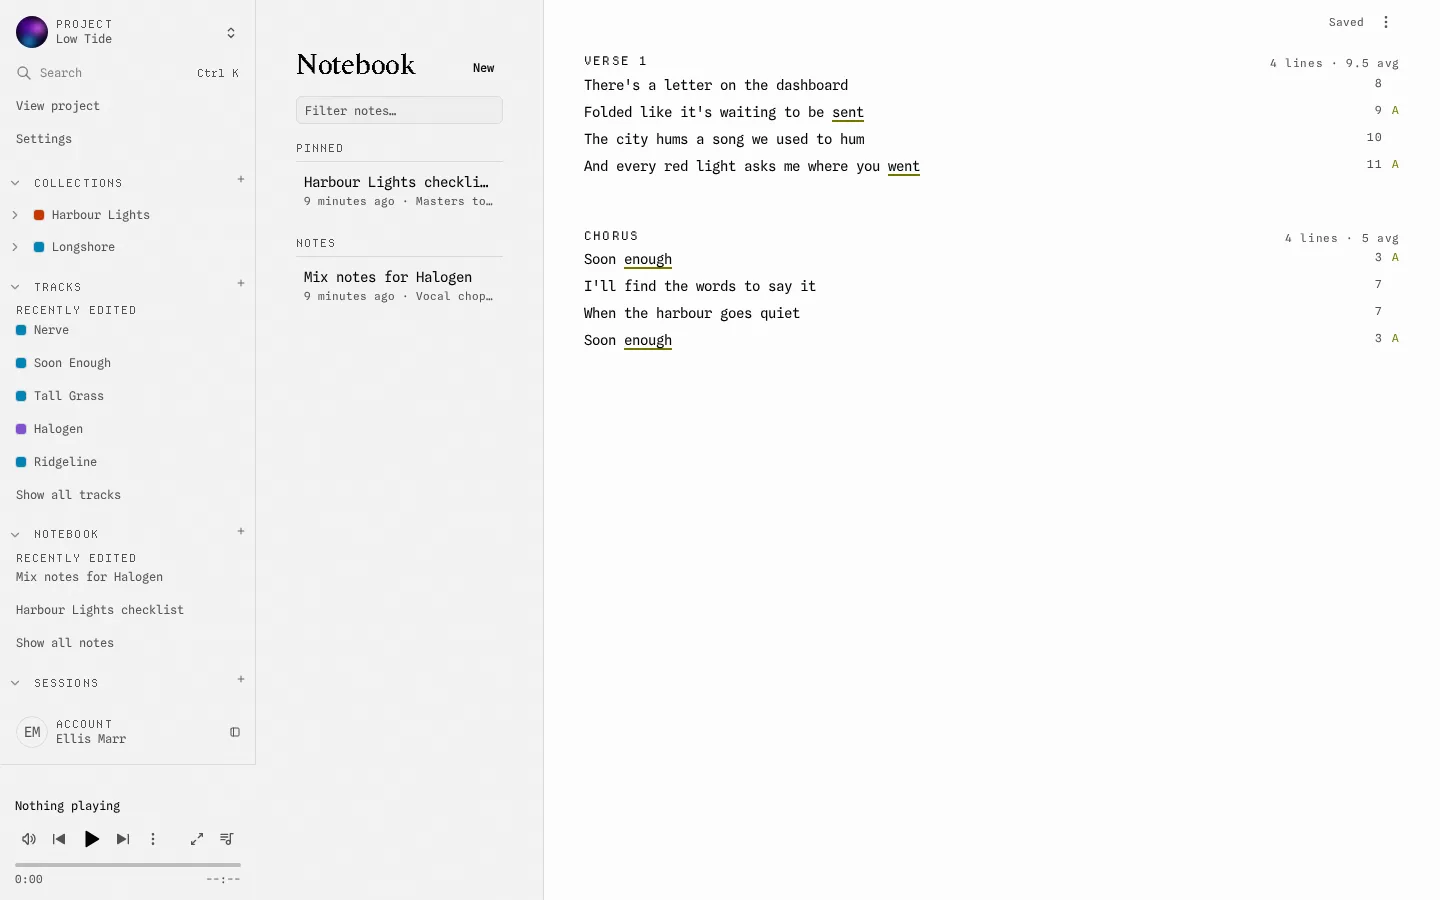 PROJECT
Low Tide
Search Ctrl K
View project
Settings
COLLECTIONS +
Harbour Lights
Longshore
TRACKS +
RECENTLY EDITED
Nerve
Soon Enough
Tall Grass
Halogen
Ridgeline
Show all tracks
NOTEBOOK +
RECENTLY EDITED
Mix notes for Halogen
Harbour Lights checklist
Show all notes
SESSIONS +
EM
ACCOUNT
Ellis Marr
Nothing playing
0:00 --:--
Notebook New
Filter notes…
PINNED
Harbour Lights checkli…
9 minutes ago · Masters to…
NOTES
Mix notes for Halogen
9 minutes ago · Vocal chop…
Saved
VERSE 1 4 lines · 9.5 avg
There's a letter on the dashboard 8
Folded like it's waiting to be sent 9 A
The city hums a song we used to hum 10
And every red light asks me where you went 11 A
CHORUS 4 lines · 5 avg
Soon enough 3 A
I'll find the words to say it 7
When the harbour goes quiet 7
Soon enough 3 A